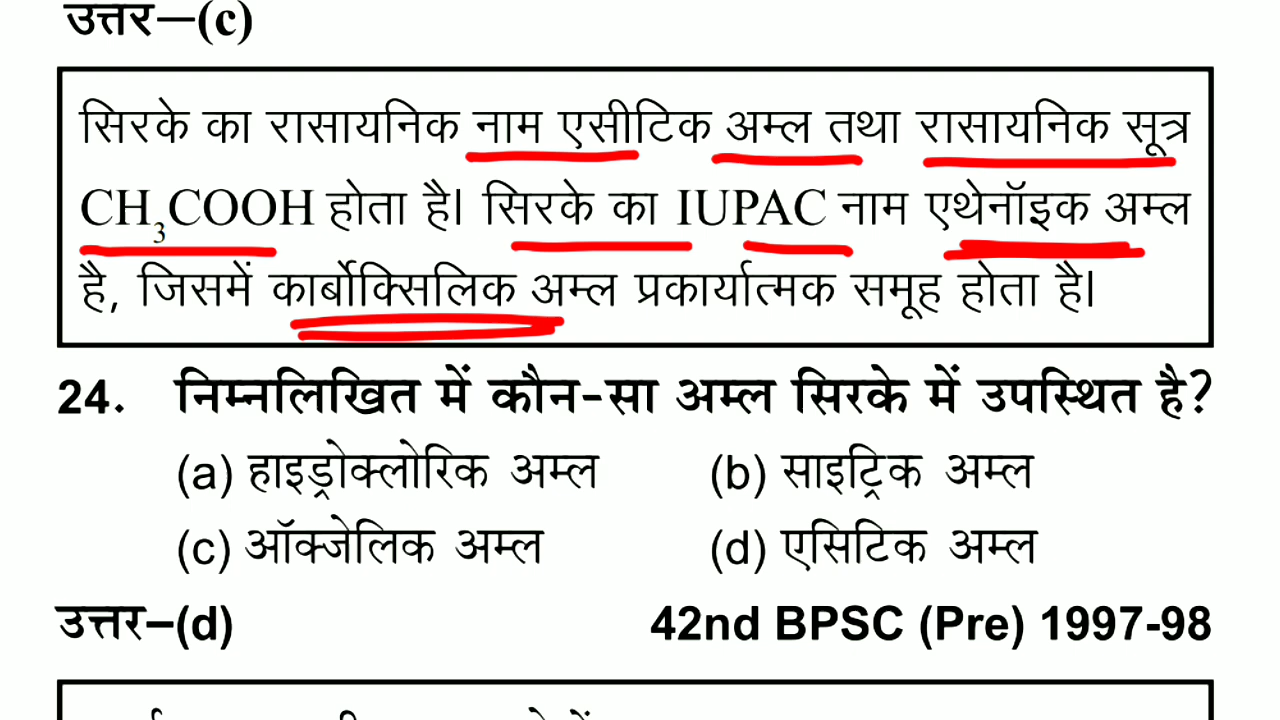 उत्तर—(c)
सिरके का रासायनिक नाम एसीटिक अम्ल तथा रासायनिक सूत्र
CH₃COOH होता है। सिरके का IUPAC नाम एथेनॉइक अम्ल
है, जिसमें कार्बोक्सिलिक अम्ल प्रकार्यात्मक समूह होता है।
24. निम्नलिखित में कौन-सा अम्ल सिरके में उपस्थित है?
(a) हाइड्रोक्लोरिक अम्ल (b) साइट्रिक अम्ल
(c) ऑक्जेलिक अम्ल (d) एसिटिक अम्ल
उत्तर–(d) 42nd BPSC (Pre) 1997-98